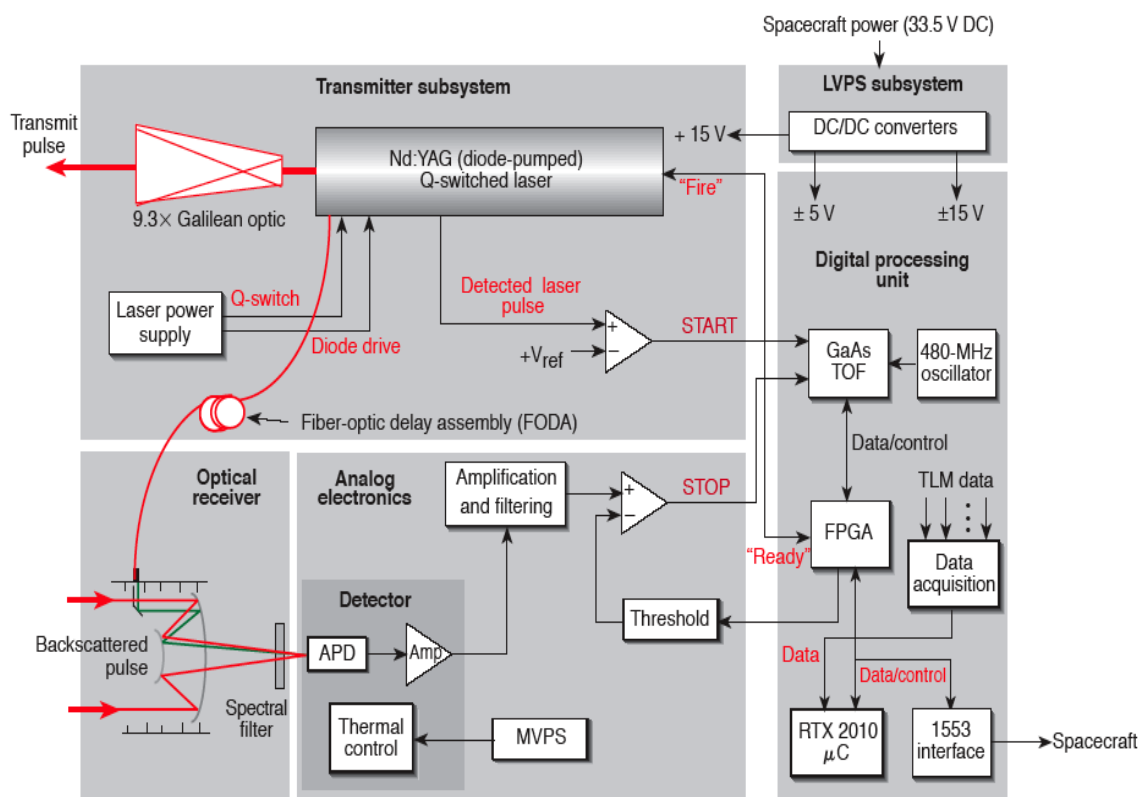 Spacecraft power (33.5 V DC)
Transmitter subsystem
LVPS subsystem
Transmit
pulse
Nd:YAG (diode-pumped)
Q-switched laser
+ 15 V
DC/DC converters
"Fire"
9.3× Galilean optic
± 5 V
±15 V
Digital processing
unit
Laser power
supply
Q-switch
Diode drive
Detected laser
pulse
+
−
+Vref
START
GaAs
TOF
480-MHz
oscillator
Fiber-optic delay assembly (FODA)
Data/control
Optical
receiver
Analog
electronics
Amplification
and filtering
+
−
STOP
TLM data
FPGA
"Ready"
Data
acquisition
Detector
Threshold
Backscattered
pulse
APD
Amp
Data
Data/control
Spectral
filter
Thermal
control
MVPS
RTX 2010
μC
1553
interface
Spacecraft